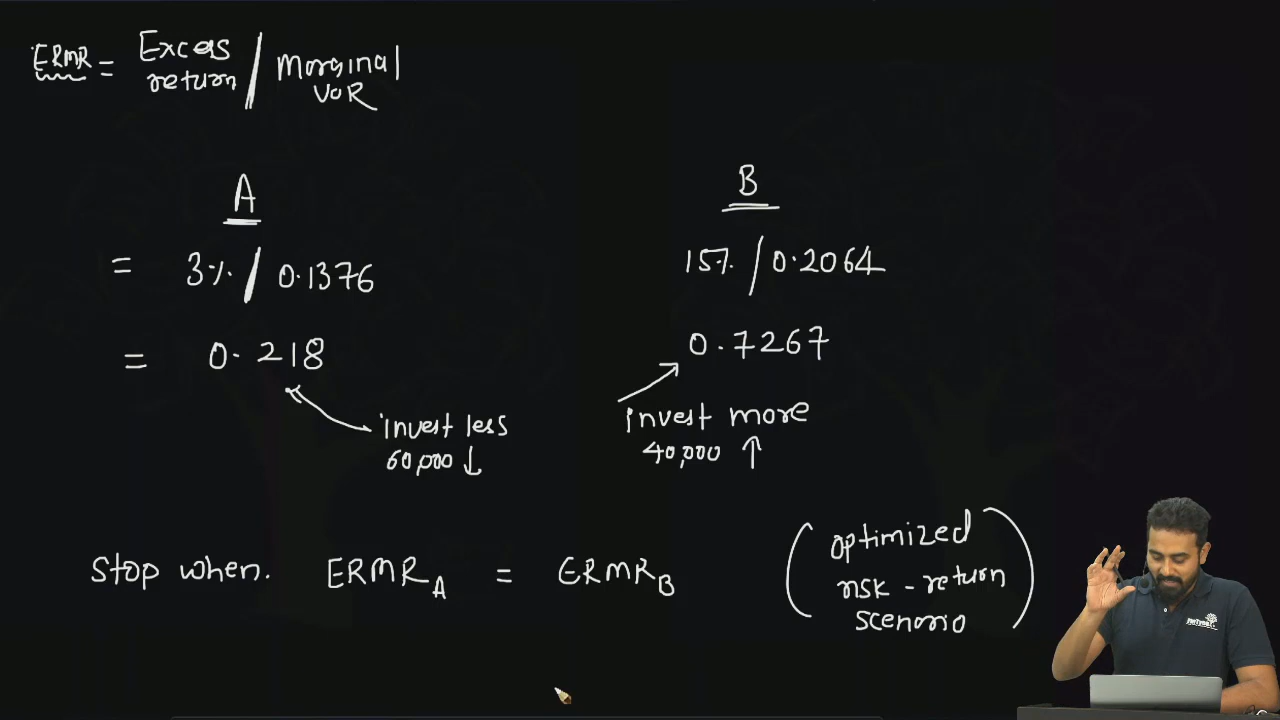 ERMR = Excess return / Marginal VaR
A
= 3% / 0.1376
= 0.218
invest less
60,000 ↓
B
15% / 0.2064
0.7267
invest more
40,000 ↑
Stop when. ERMR_A = ERMR_B
(optimized
risk - return
scenario)